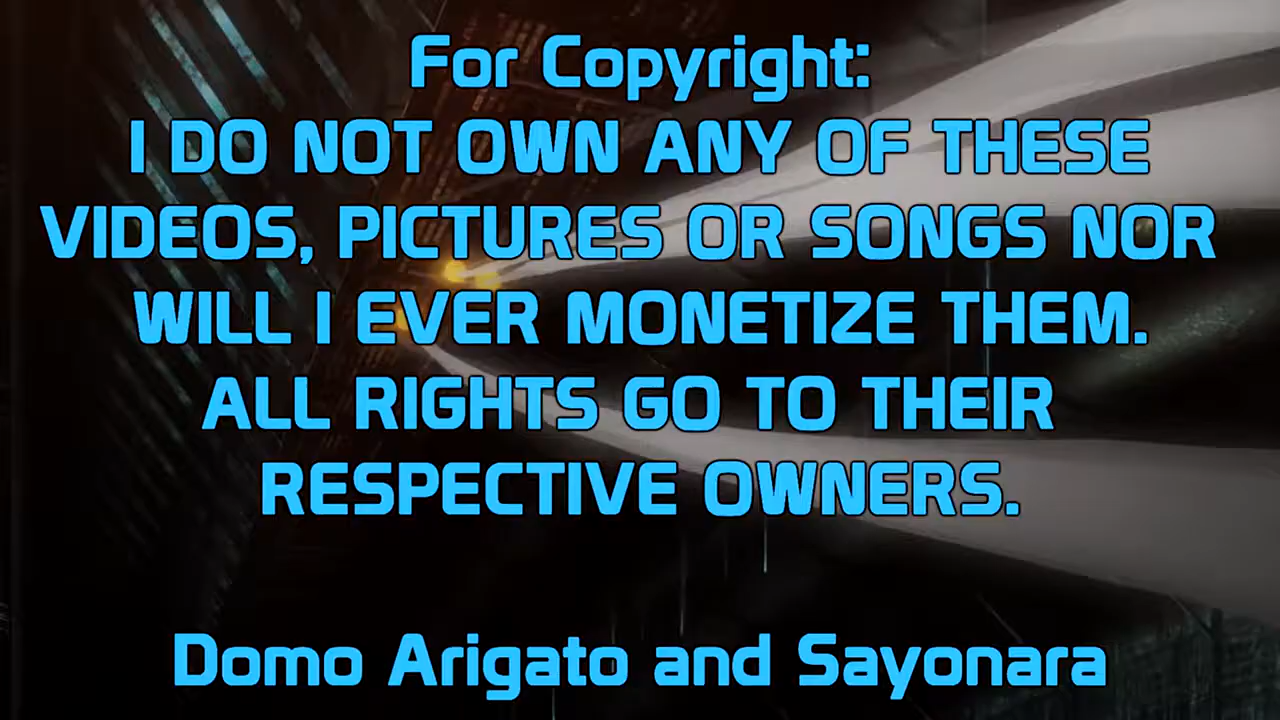 For Copyright:
I DO NOT OWN ANY OF THESE
VIDEOS, PICTURES OR SONGS NOR
WILL I EVER MONETIZE THEM.
ALL RIGHTS GO TO THEIR
RESPECTIVE OWNERS.
Domo Arigato and Sayonara